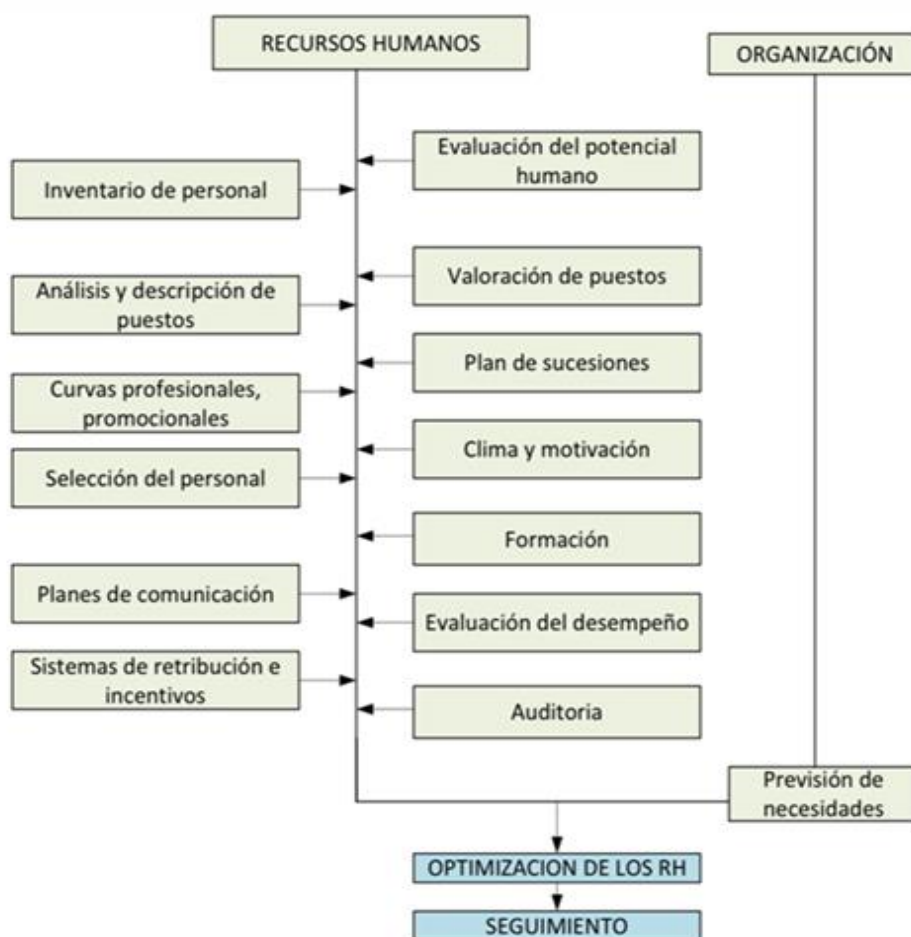 RECURSOS HUMANOS
ORGANIZACIÓN
Evaluación del potencial
humano
Inventario de personal
Valoración de puestos
Análisis y descripción de
puestos
Plan de sucesiones
Curvas profesionales,
promocionales
Clima y motivación
Selección del personal
Formación
Planes de comunicación
Evaluación del desempeño
Sistemas de retribución e
incentivos
Auditoria
Previsión de
necesidades
OPTIMIZACION DE LOS RH
SEGUIMIENTO